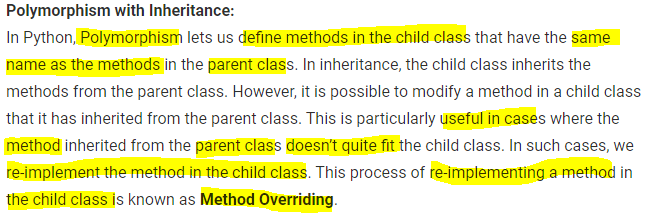 Polymorphism with Inheritance:
In Python, Polymorphism lets us define methods in the child class that have the same
name as the methods in the parent class. In inheritance, the child class inherits the
methods from the parent class. However, it is possible to modify a method in a child class
that it has inherited from the parent class. This is particularly useful in cases where the
method inherited from the parent class doesn’t quite fit the child class. In such cases, we
re-implement the method in the child class. This process of re-implementing a method in
the child class is known as Method Overriding.